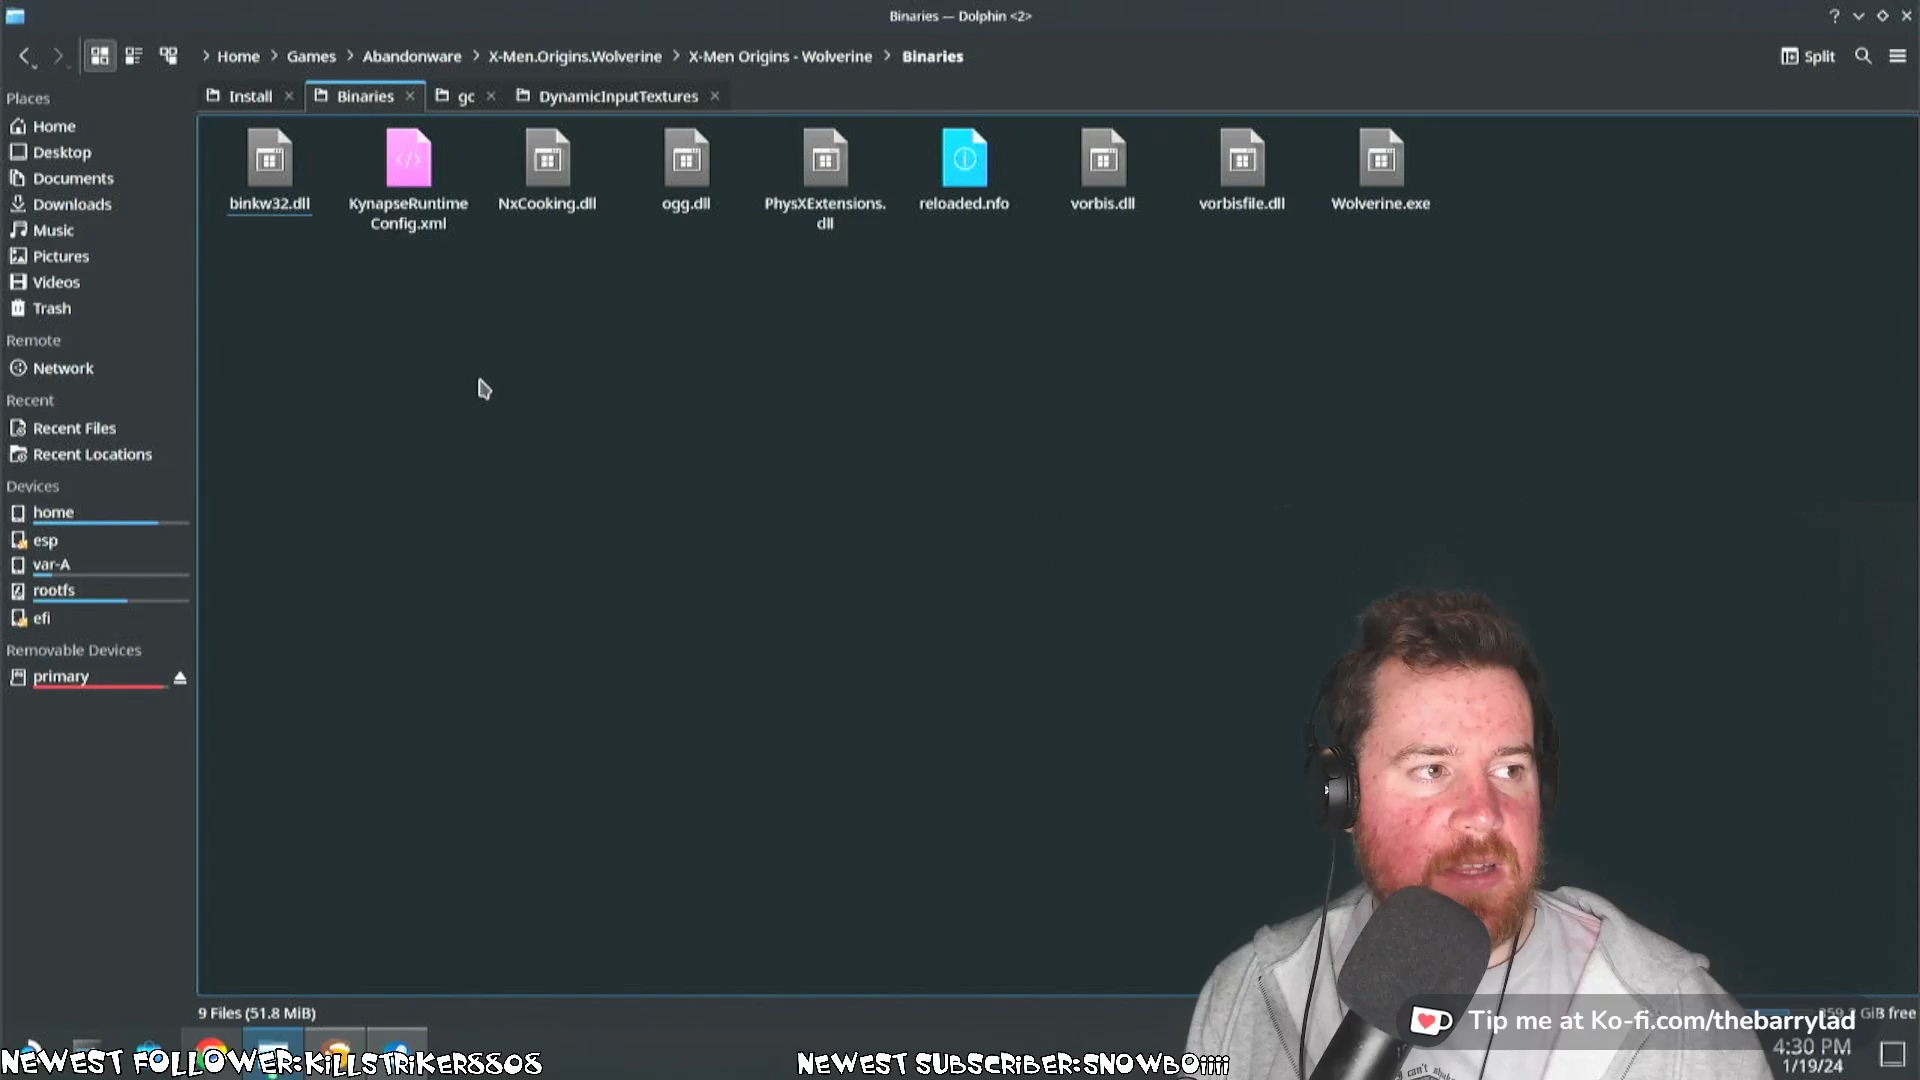 Binaries — Dolphin <2>
Home > Games > Abandonware > X-Men.Origins.Wolverine > X-Men Origins - Wolverine > Binaries
Split
Places
Install
Binaries
gc
DynamicInputTextures
Home
Desktop
Documents
Downloads
Music
Pictures
Videos
Trash
Remote
Network
Recent
Recent Files
Recent Locations
Devices
home
esp
var-A
rootfs
efi
Removable Devices
primary
binkw32.dll
KynapseRuntime
Config.xml
NxCooking.dll
ogg.dll
PhysXExtensions.
dll
reloaded.nfo
vorbis.dll
vorbisfile.dll
Wolverine.exe
9 Files (51.8 MiB)
GiB free
Tip me at Ko-fi.com/thebarrylad
NEWEST FOLLOWER:KillSTRiKER8808
NEWEST SUBSCRIBER:SNOWBOiiii
4:30 PM
1/19/24